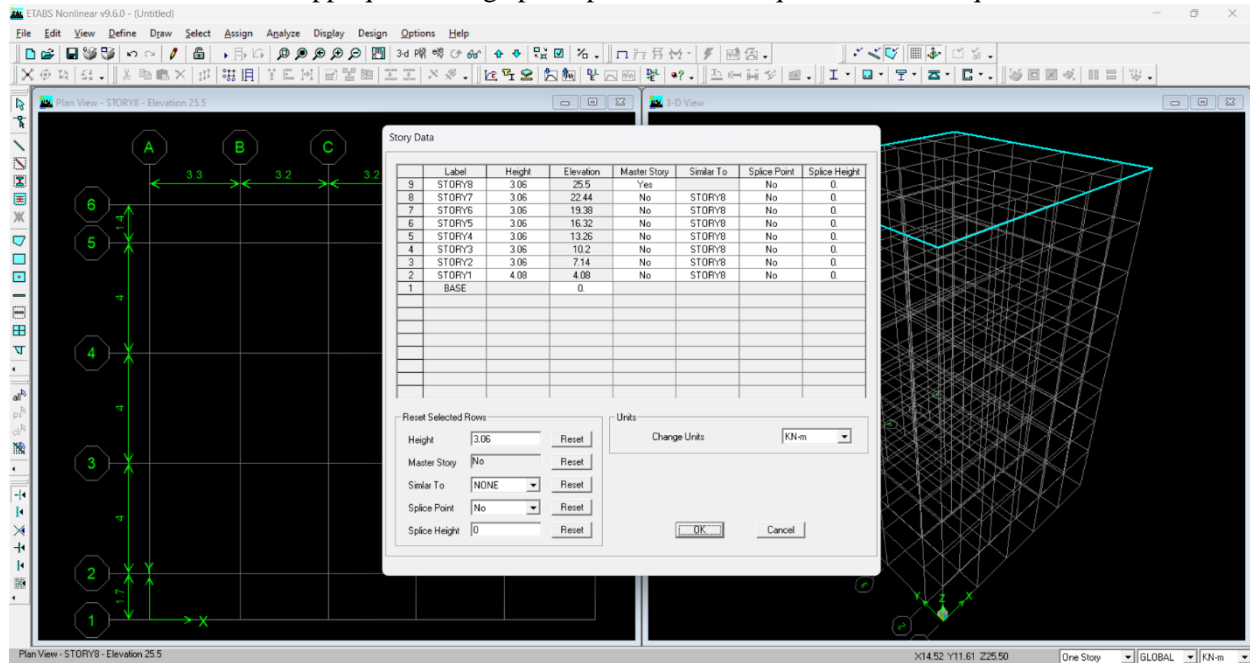 ETABS Nonlinear v9.6.0 - (Untitled)
File Edit View Define Draw Select Assign Analyze Display Design Options Help
3-d
Plan View - STORY8 - Elevation 25.5
3-D View
A B C
3.3 3.2 3.2
6
1.4
5
4
4
4
3
4
2
1.7
1
Y
X
all
Story Data
Label Height Elevation Master Story Similar To Splice Point Splice Height
9 STORY8 3.06 25.5 Yes No 0.
8 STORY7 3.06 22.44 No STORY8 No 0.
7 STORY6 3.06 19.38 No STORY8 No 0.
6 STORY5 3.06 16.32 No STORY8 No 0.
5 STORY4 3.06 13.26 No STORY8 No 0.
4 STORY3 3.06 10.2 No STORY8 No 0.
3 STORY2 3.06 7.14 No STORY8 No 0.
2 STORY1 4.08 4.08 No STORY8 No 0.
1 BASE 0.
Reset Selected Rows
Height 3.06 Reset
Master Story No Reset
Simlar To NONE Reset
Splice Point No Reset
Splice Height 0 Reset
Units
Change Units KN-m
OK Cancel
Y Z X
Plan View - STORY8 - Elevation 25.5
X14.52 Y11.61 Z25.50 One Story GLOBAL KN-m